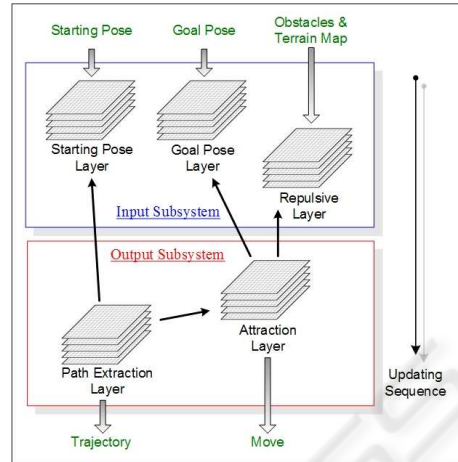 Starting Pose
Goal Pose
Obstacles &
Terrain Map
Starting Pose
Layer
Goal Pose
Layer
Repulsive
Layer
Input Subsystem
Output Subsystem
Path Extraction
Layer
Attraction
Layer
Updating
Sequence
Trajectory
Move